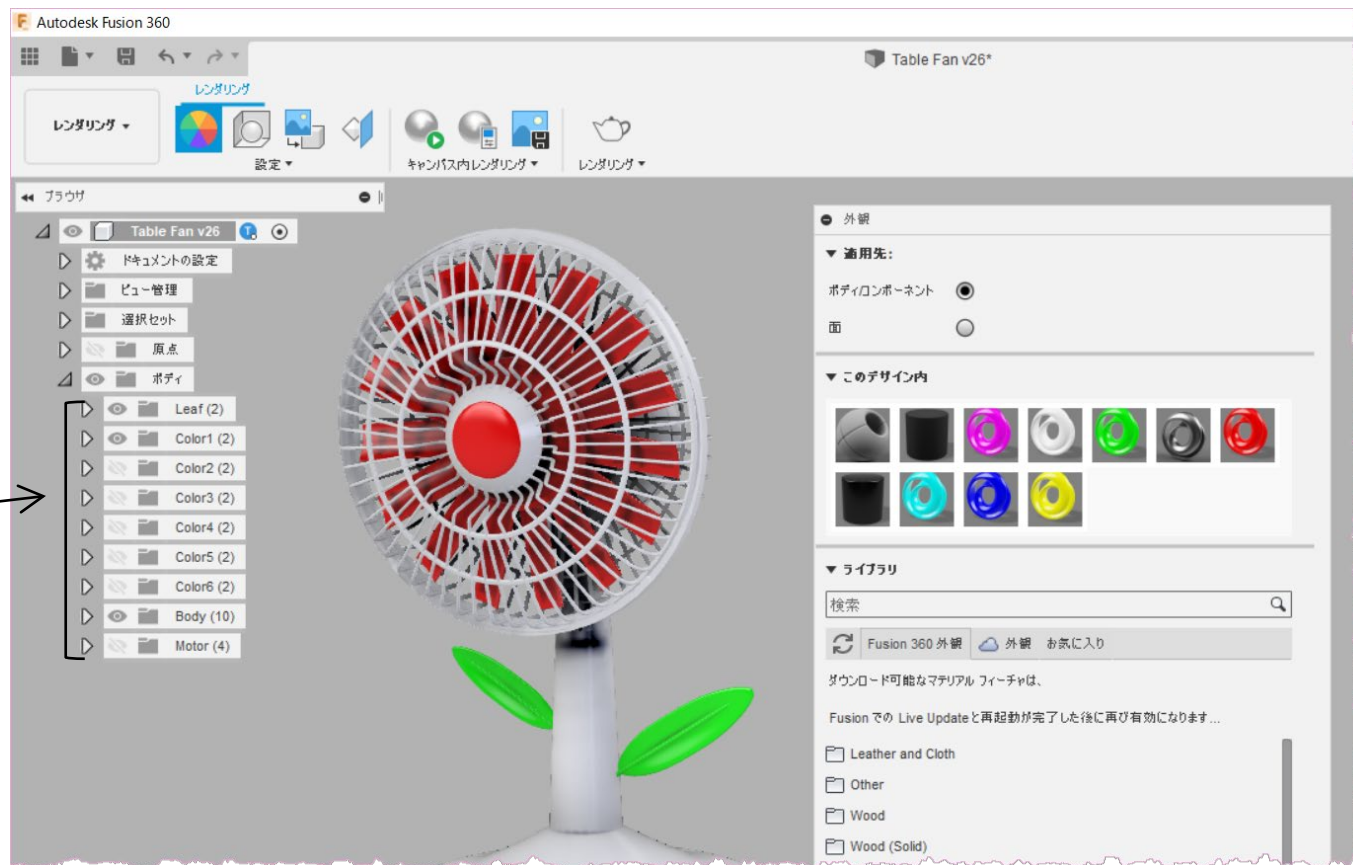 Autodesk Fusion 360
Table Fan v26*
レンダリング
レンダリング
設定
キャンバス内レンダリング
レンダリング
ブラウザ
Table Fan v26
ドキュメントの設定
ビュー管理
選択セット
原点
ボディ
Leaf (2)
Color1 (2)
Color2 (2)
Color3 (2)
Color4 (2)
Color5 (2)
Color6 (2)
Body (10)
Motor (4)
外観
適用先:
ボディ/コンポーネント
面
このデザイン内
ライブラリ
検索
Fusion 360 外観 外観 お気に入り
ダウンロード可能なマテリアル フィーチャは、
Fusion での Live Updateと再起動が完了した後に再び有効になります...
Leather and Cloth
Other
Wood
Wood (Solid)